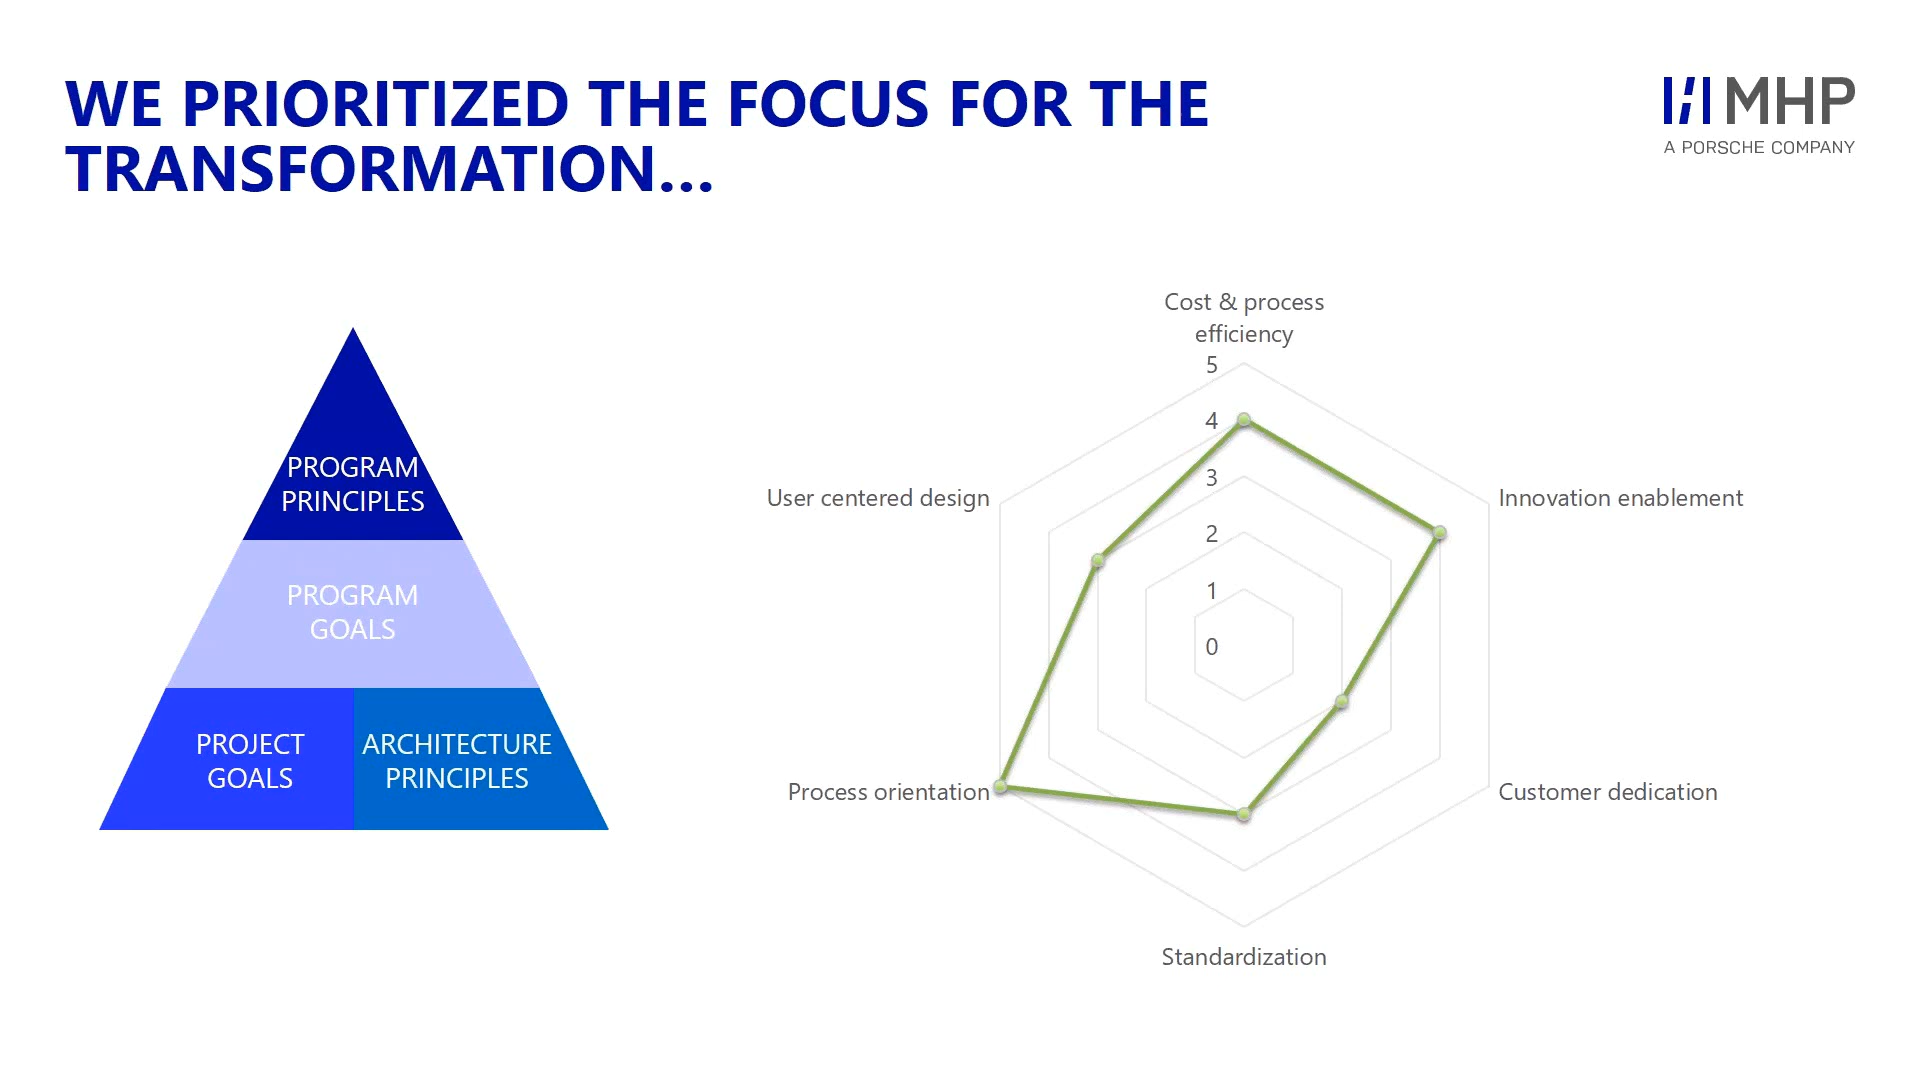 WE PRIORITIZED THE FOCUS FOR THE
TRANSFORMATION...
MHP
A PORSCHE COMPANY
PROGRAM
PRINCIPLES
PROGRAM
GOALS
PROJECT
GOALS
ARCHITECTURE
PRINCIPLES
Cost & process
efficiency
5
4
3
2
1
0
User centered design
Innovation enablement
Process orientation
Customer dedication
Standardization